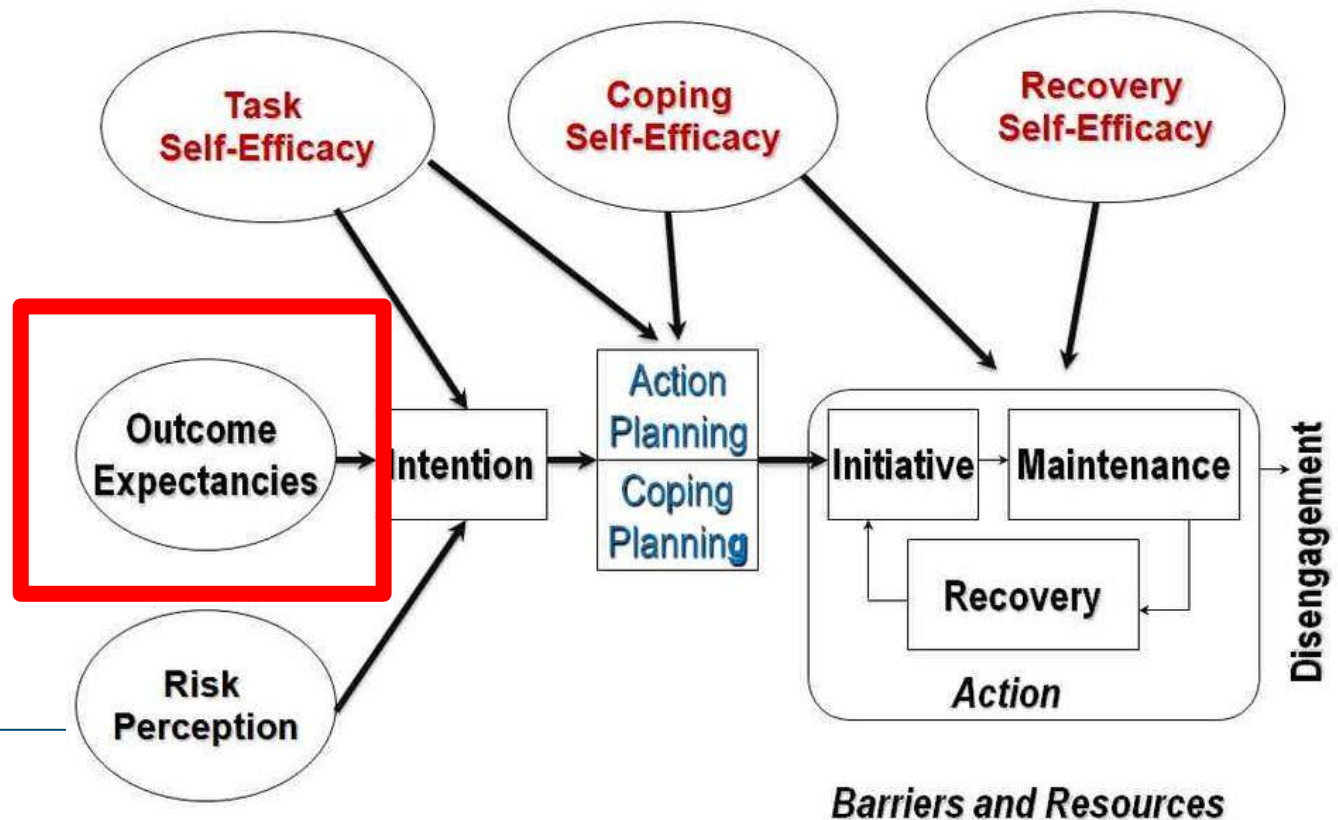 Task
Self-Efficacy
Coping
Self-Efficacy
Recovery
Self-Efficacy
Outcome
Expectancies
Intention
Action
Planning
Coping
Planning
Initiative
Maintenance
Recovery
Action
Disengagement
Risk
Perception
Barriers and Resources